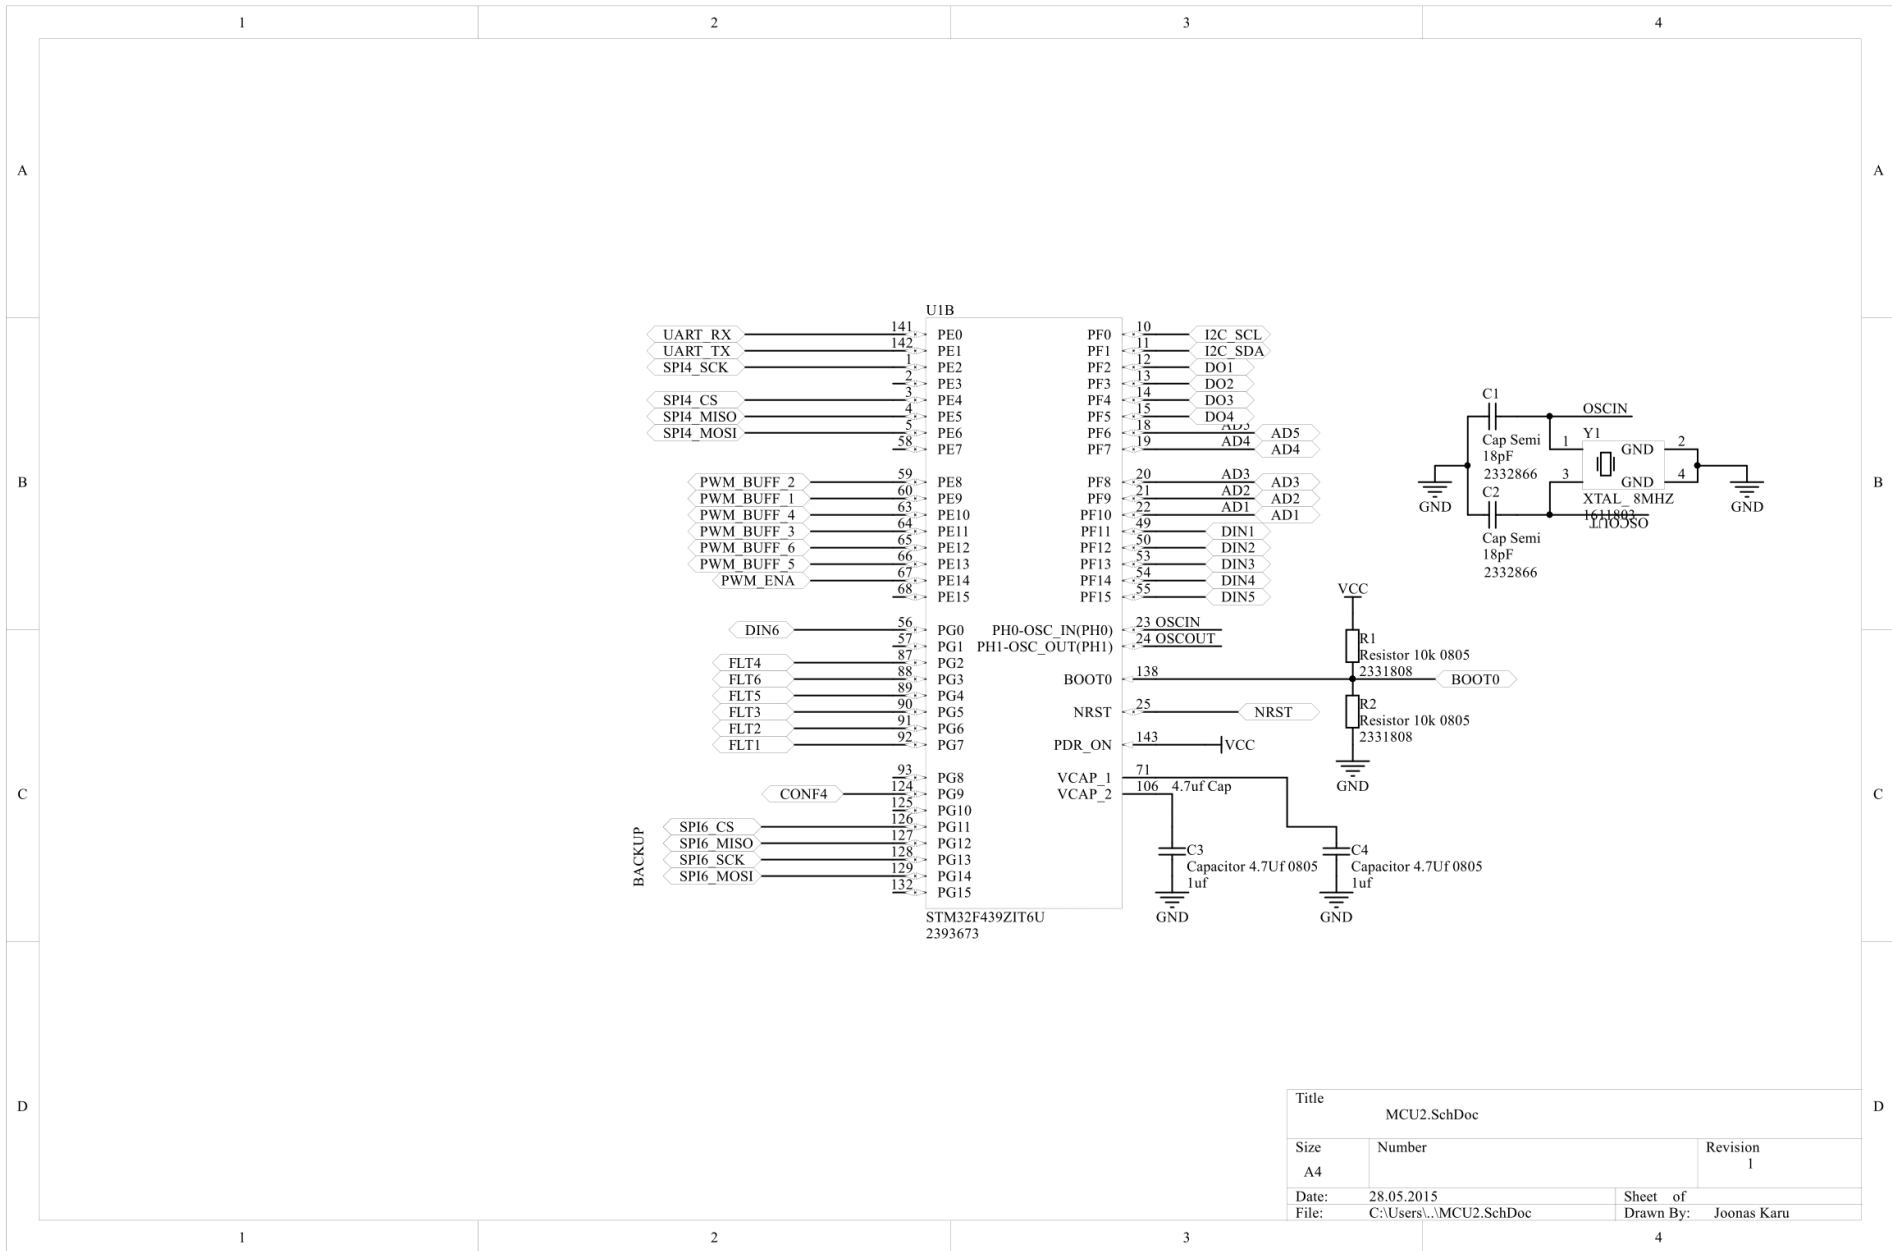 1 2 3 4
A A
U1B
UART_RX 141 PE0 PF0 10 I2C_SCL
UART_TX 142 PE1 PF1 11 I2C_SDA
SPI4_SCK 1 PE2 PF2 12 DO1
2 PE3 PF3 13 DO2
SPI4_CS 3 PE4 PF4 14 DO3
SPI4_MISO 4 PE5 PF5 15 DO4
SPI4_MOSI 5 PE6 PF6 18 AD5 AD5
58 PE7 PF7 19 AD4 AD4
PWM_BUFF_2 59 PE8 PF8 20 AD3 AD3
PWM_BUFF_1 60 PE9 PF9 21 AD2 AD2
PWM_BUFF_4 63 PE10 PF10 22 AD1 AD1
PWM_BUFF_3 64 PE11 PF11 49 DIN1
PWM_BUFF_6 65 PE12 PF12 50 DIN2
PWM_BUFF_5 66 PE13 PF13 53 DIN3
PWM_ENA 67 PE14 PF14 54 DIN4
68 PE15 PF15 55 DIN5
DIN6 56 PG0 PH0-OSC_IN(PH0) 23 OSCIN
57 PG1 PH1-OSC_OUT(PH1) 24 OSCOUT
FLT4 87 PG2
FLT6 88 PG3 BOOT0 138 BOOT0
FLT5 89 PG4
FLT3 90 PG5 NRST 25 NRST
FLT2 91 PG6
FLT1 92 PG7 PDR_ON 143 VCC
93 PG8 VCAP_1 71
CONF4 124 PG9 VCAP_2 106 4.7uf Cap
125 PG10
SPI6_CS 126 PG11
SPI6_MISO 127 PG12
SPI6_SCK 128 PG13
SPI6_MOSI 129 PG14
132 PG15
BACKUP
STM32F439ZIT6U
2393673
C1
Cap Semi
18pF
2332866
OSCIN
Y1
1 GND 2
3 GND 4
XTAL_ 8MHZ
1611803
OSCOUT
GND
GND
C2
Cap Semi
18pF
2332866
B B
VCC
R1
Resistor 10k 0805
2331808
R2
Resistor 10k 0805
2331808
GND
C3
Capacitor 4.7Uf 0805
1uf
GND
C4
Capacitor 4.7Uf 0805
1uf
GND
C C
D D
Title
MCU2.SchDoc
Size Number Revision
A4 1
Date: 28.05.2015 Sheet of
File: C:\Users\..\MCU2.SchDoc Drawn By: Joonas Karu
1 2 3 4